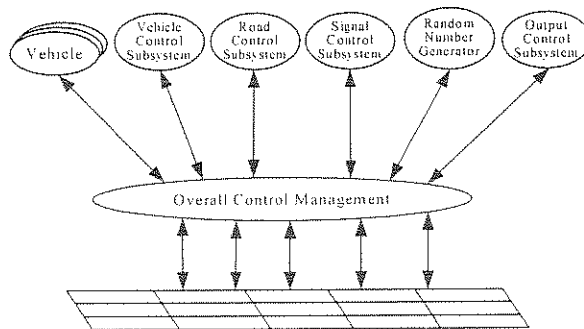 Vehicle
Vehicle
Control
Subsystem
Road
Control
Subsystem
Signal
Control
Subsystem
Random
Number
Generator
Output
Control
Subsystem
Overall Control Management